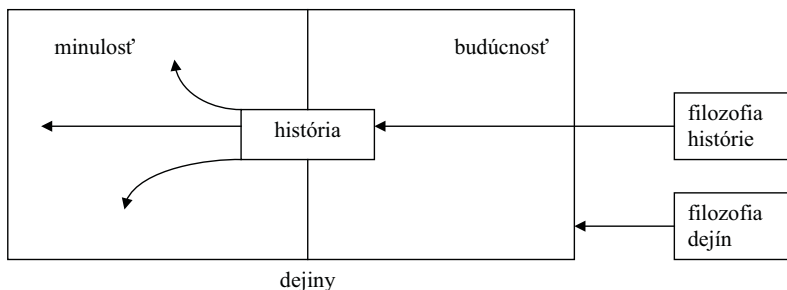 minulosť
budúcnosť
história
filozofia
histórie
filozofia
dejín
dejiny